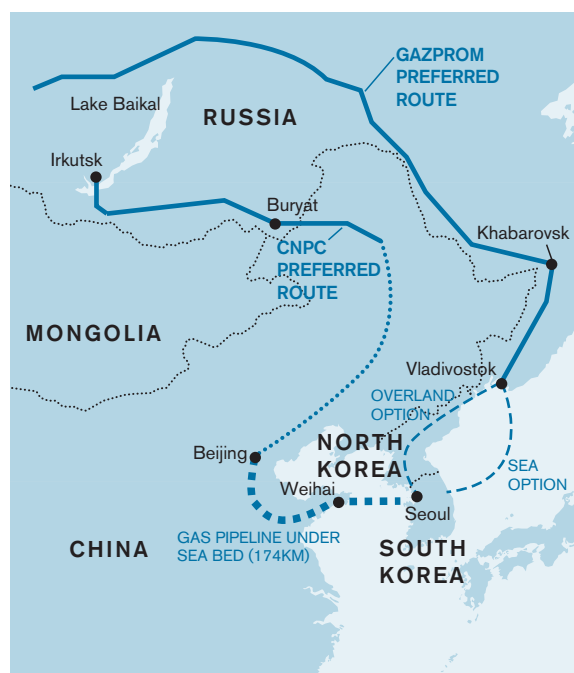 GAZPROM
PREFERRED
ROUTE
Lake Baikal
RUSSIA
Irkutsk
Buryat
Khabarovsk
CNPC
PREFERRED
ROUTE
MONGOLIA
Vladivostok
OVERLAND
OPTION
NORTH
KOREA
Beijing
SEA
OPTION
Weihai
Seoul
GAS PIPELINE UNDER
SEA BED (174KM)
CHINA
SOUTH
KOREA